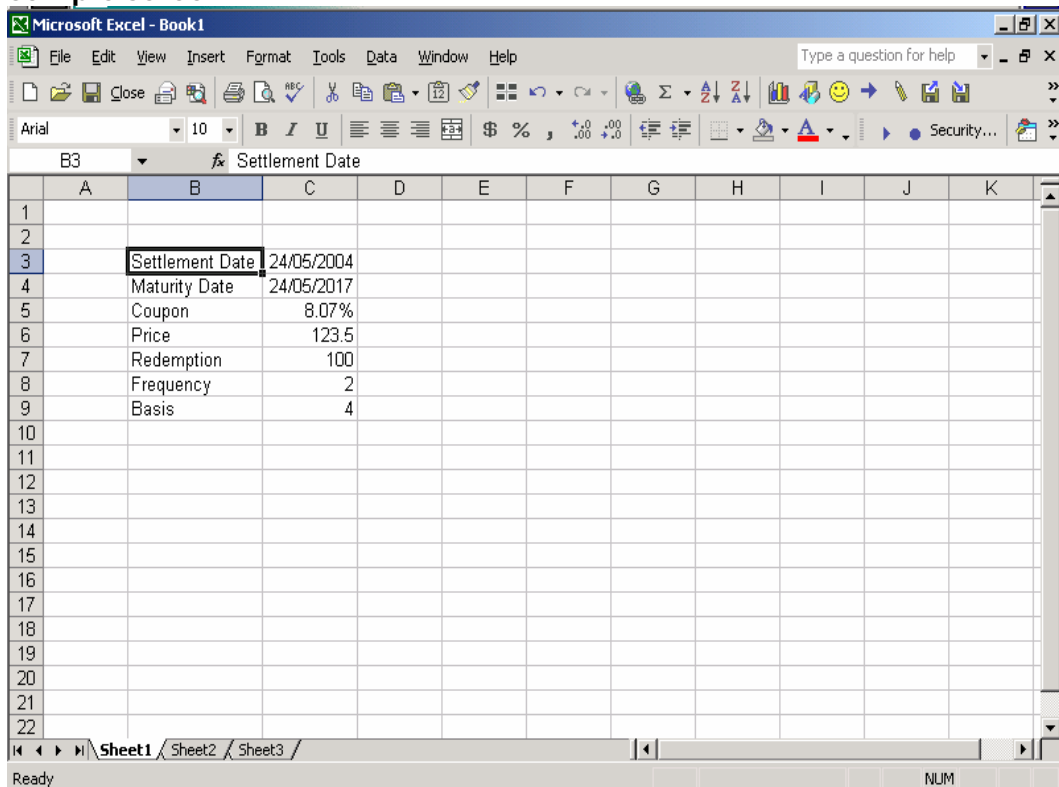 Microsoft Excel - Book1
File Edit View Insert Format Tools Data Window Help Type a question for help
Close Σ
Arial 10 B I U $ % , Security...
B3 fx Settlement Date
A B C D E F G H I J K
1
2
3 Settlement Date 24/05/2004
4 Maturity Date 24/05/2017
5 Coupon 8.07%
6 Price 123.5
7 Redemption 100
8 Frequency 2
9 Basis 4
10
11
12
13
14
15
16
17
18
19
20
21
22
Sheet1 Sheet2 Sheet3
Ready NUM